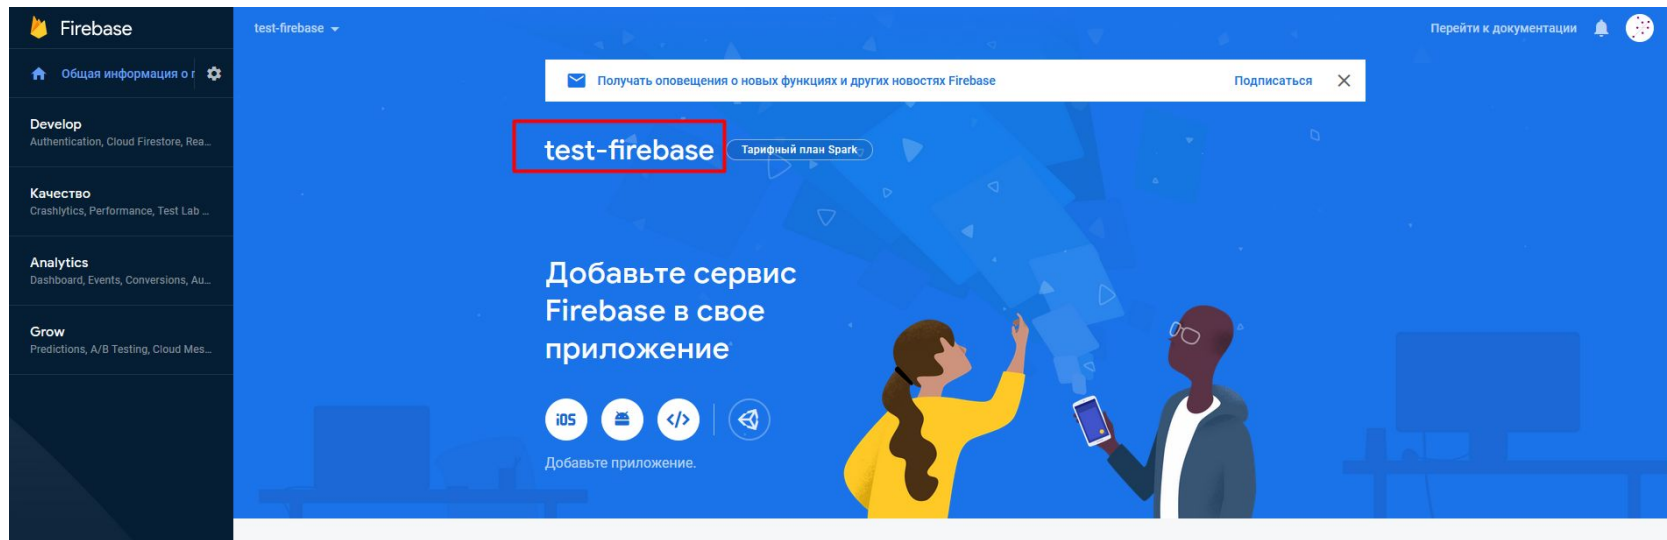 Firebase
test-firebase
Перейти к документации
Общая информация о г
Получать оповещения о новых функциях и других новостях Firebase
Подписаться
Develop
Authentication, Cloud Firestore, Rea...
test-firebase
Тарифный план Spark
Качество
Crashlytics, Performance, Test Lab ...
Analytics
Dashboard, Events, Conversions, Au...
Grow
Predictions, A/B Testing, Cloud Mes...
Добавьте сервис
Firebase в свое
приложение
iOS
</>
Добавьте приложение.